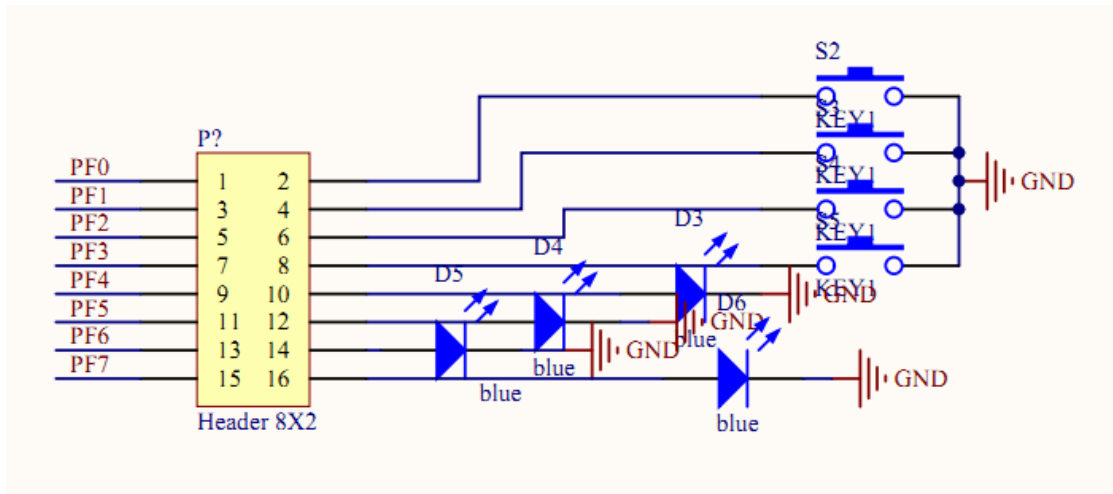 S2
S3
KEY1
S4
KEY1
S5
KEY1
KEY1
GND
P?
PF0
PF1
PF2
PF3
PF4
PF5
PF6
PF7
1 2
3 4
5 6
7 8
9 10
11 12
13 14
15 16
Header 8X2
D3
D4
D5
D6
GND
GND
GND
GND
blue
blue
blue
blue